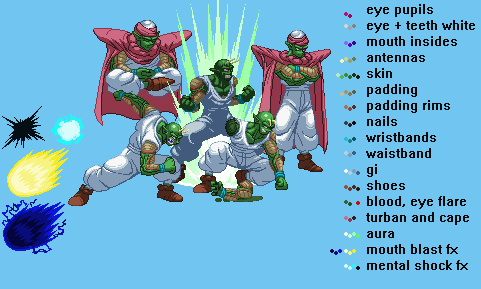 eye pupils
eye + teeth white
mouth insides
antennas
skin
padding
padding rims
nails
wristbands
waistband
gi
shoes
blood, eye flare
turban and cape
aura
mouth blast fx
mental shock fx